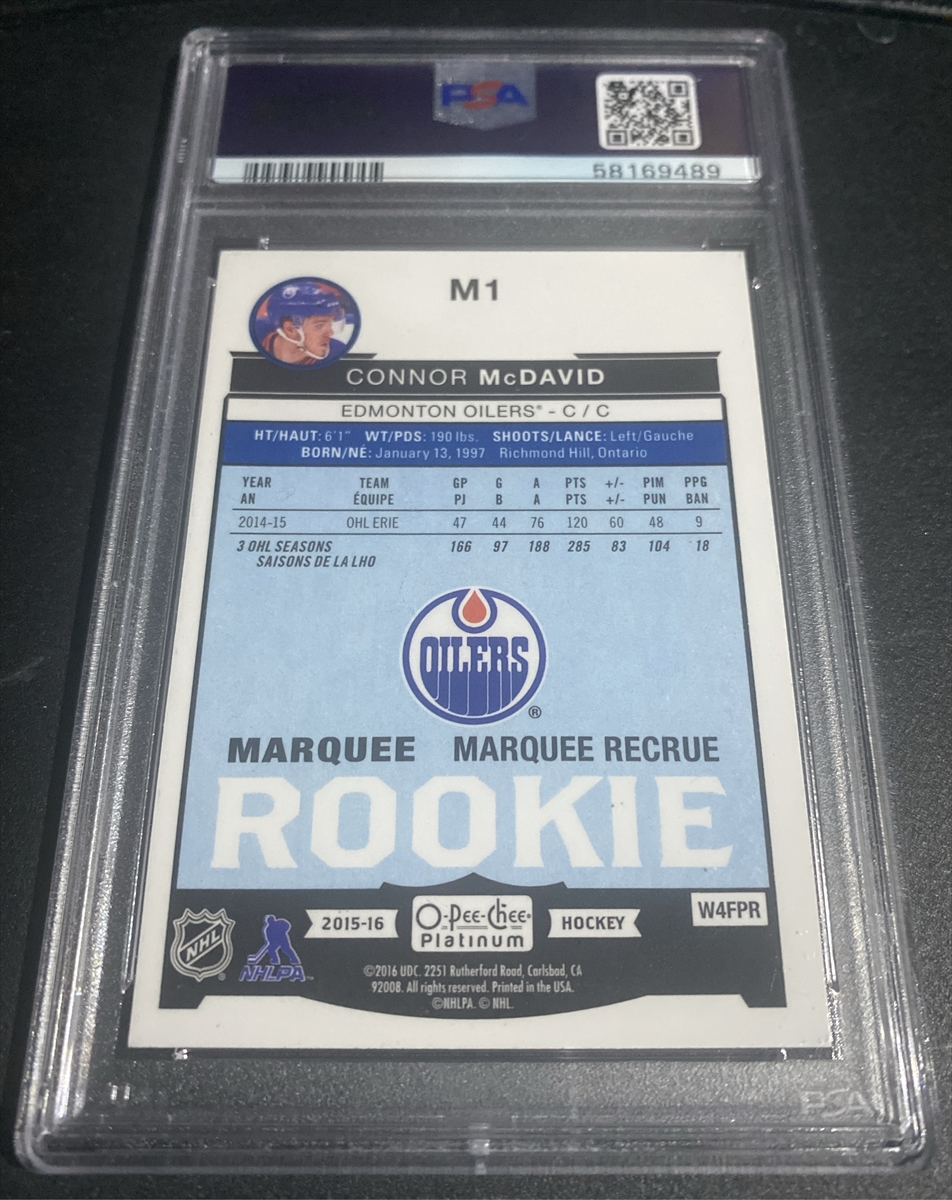 PSA
58169489
M1
CONNOR McDAVID
EDMONTON OILERS® - C / C
HT/HAUT: 6'1" WT/PDS: 190 lbs. SHOOTS/LANCE: Left/Gauche
BORN/NÉ: January 13, 1997 Richmond Hill, Ontario
YEAR TEAM GP G A PTS +/- PIM PPG
AN ÉQUIPE PJ B A PTS +/- PUN BAN
2014-15 OHL ERIE 47 44 76 120 60 48 9
3 OHL SEASONS 166 97 188 285 83 104 18
SAISONS DE LA LHO
OILERS
®
MARQUEE MARQUEE RECRUE
ROOKIE
NHL
NHLPA™
2015-16 O-Pee-Chee® HOCKEY W4FPR
Platinum
©2016 UDC. 2251 Rutherford Road, Carlsbad, CA
92008. All rights reserved. Printed in the USA.
©NHLPA. © NHL.
PSA